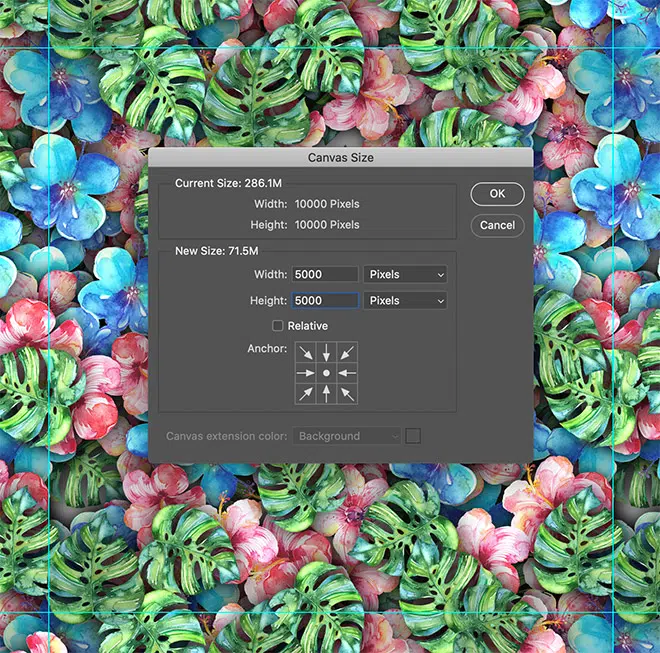 Canvas Size
Current Size: 286.1M
Width: 10000 Pixels
Height: 10000 Pixels
OK
Cancel
New Size: 71.5M
Width: 5000 Pixels
Height: 5000 Pixels
Relative
Anchor:
Canvas extension color: Background